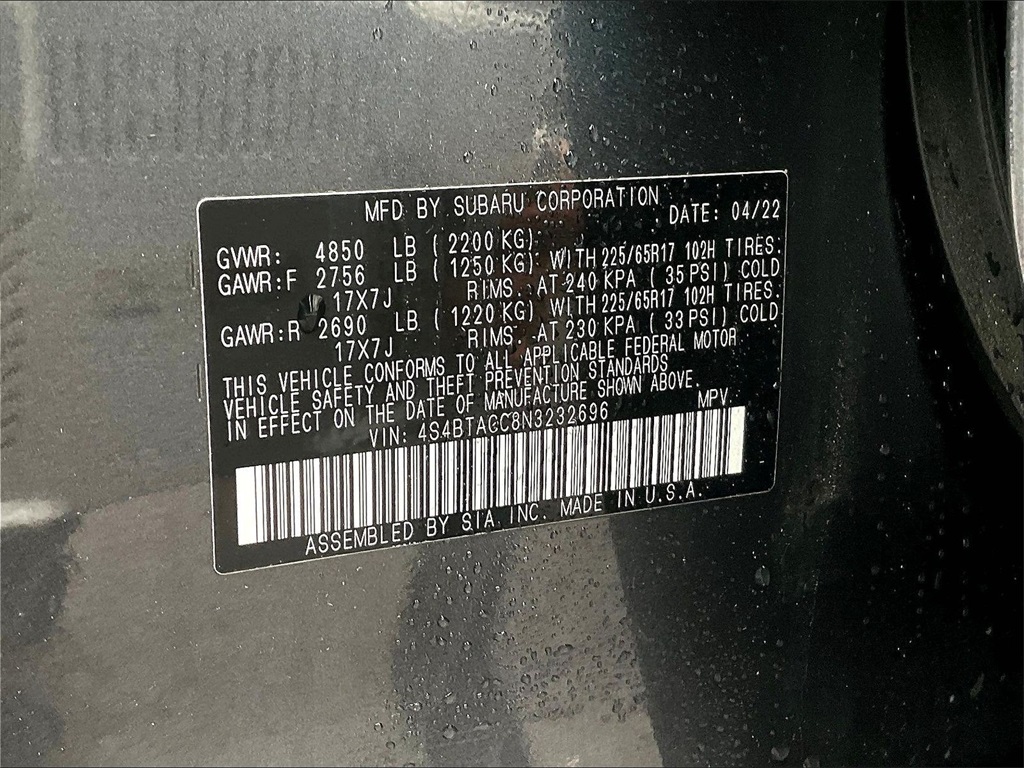 MFD BY SUBARU CORPORATION DATE: 04/22
GVWR: 4850 LB ( 2200 KG)
GAWR:F 2756 LB ( 1250 KG) WITH 225/65R17 102H TIRES.
17X7J RIMS. AT 240 KPA ( 35 PSI) COLD
GAWR:R 2690 LB ( 1220 KG) WITH 225/65R17 102H TIRES.
17X7J RIMS. AT 230 KPA ( 33 PSI) COLD
THIS VEHICLE CONFORMS TO ALL APPLICABLE FEDERAL MOTOR
VEHICLE SAFETY AND THEFT PREVENTION STANDARDS
IN EFFECT ON THE DATE OF MANUFACTURE SHOWN ABOVE.
VIN: 4S4BTACC8N3232696 MPV
ASSEMBLED BY S.I.A. INC. MADE IN U.S.A.